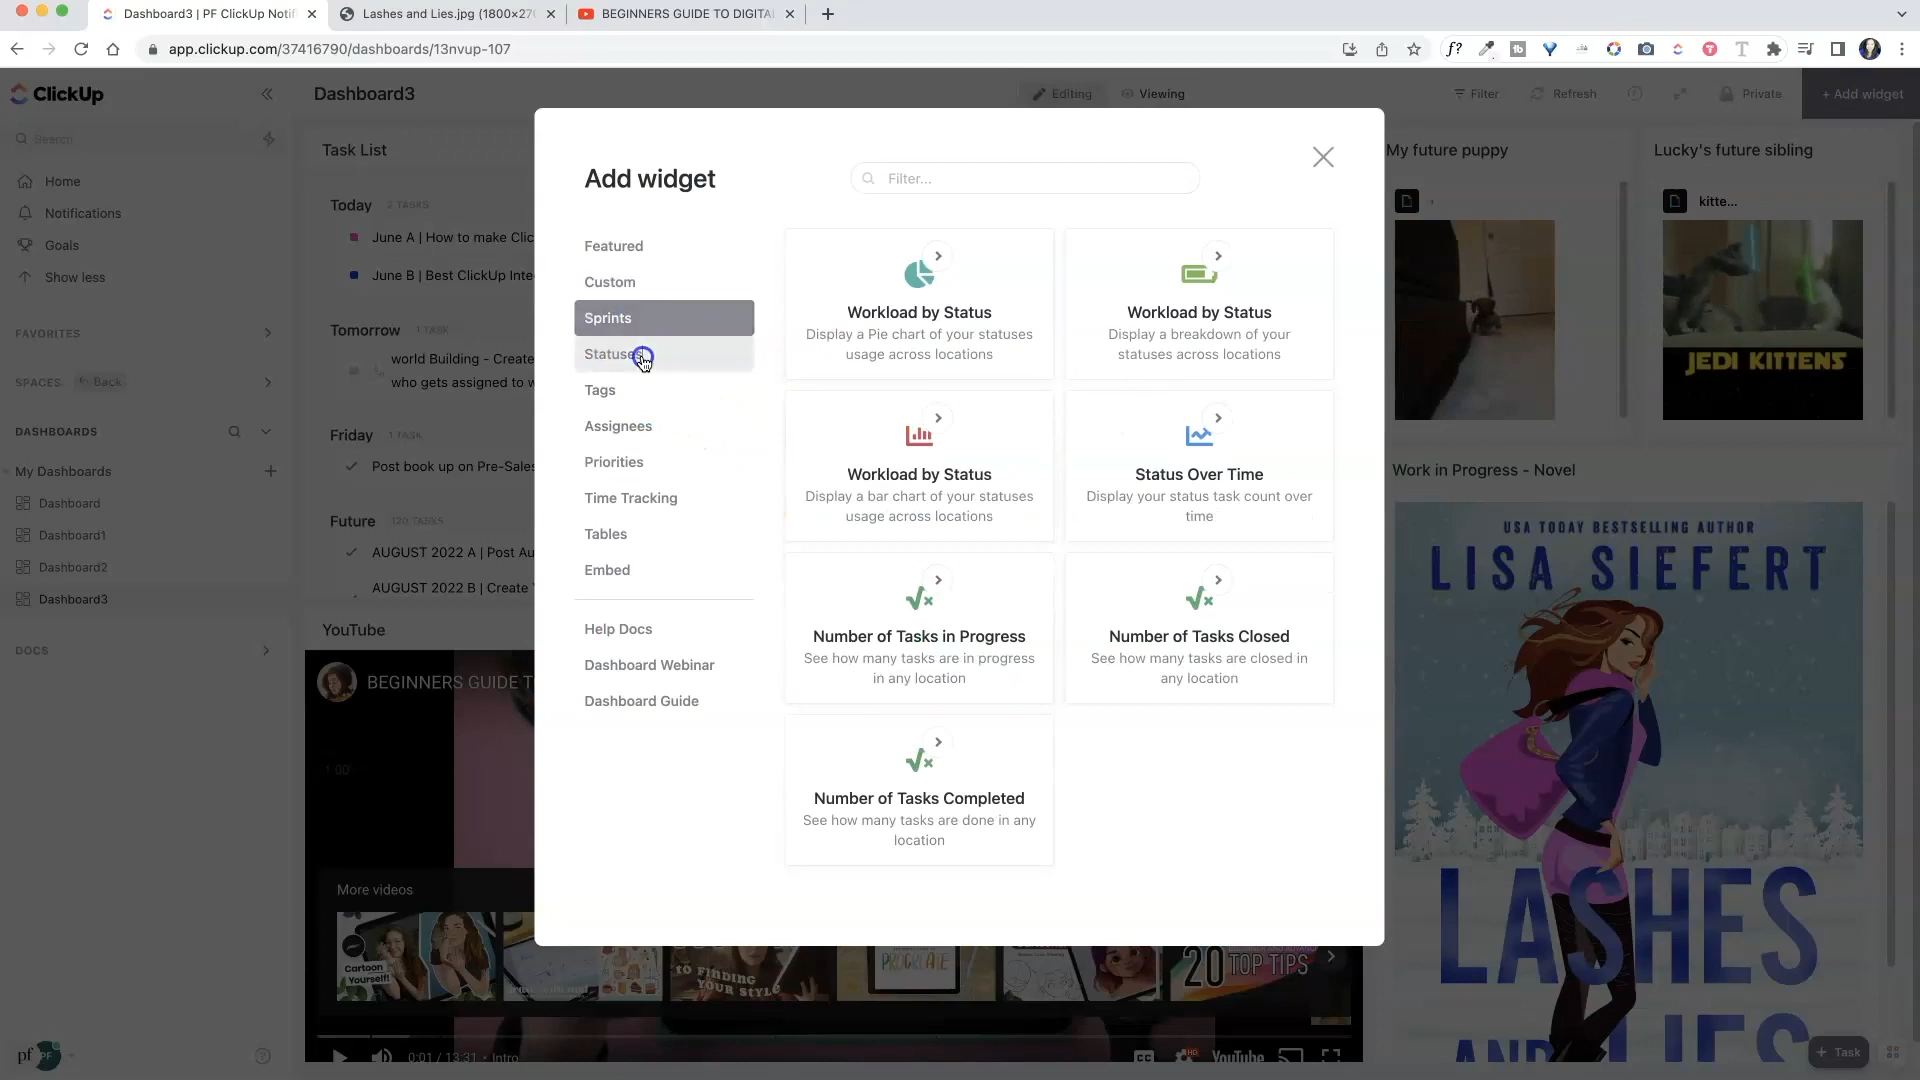 Dashboard3 | PF ClickUp Notifi
Lashes and Lies.jpg (1800×27
BEGINNERS GUIDE TO DIGITA
app.clickup.com/37416790/dashboards/13nvup-107
ClickUp
Dashboard3
Editing
Viewing
Filter
Refresh
Private
+ Add widget
Search
Home
Notifications
Goals
Show less
FAVORITES
SPACES
Back
DASHBOARDS
My Dashboards
Dashboard
Dashboard1
Dashboard2
Dashboard3
DOCS
pf
PF
Task List
Today 2 TASKS
June A | How to make Clic
June B | Best ClickUp Inte
Tomorrow 1 TASK
world Building - Create
who gets assigned to w
Friday 1 TASK
Post book up on Pre-Sales
Future 120 TASKS
AUGUST 2022 A | Post Au
AUGUST 2022 B | Create
YouTube
BEGINNERS GUIDE T
1:00
More videos
Cartoon
Yourself!
to FINDING
YOUR STYLE
PROCREATE
20 TOP TIPS
0:01 / 13:31 • Intro
HD
YouTube
Add widget
Filter...
Featured
Custom
Sprints
Statuses
Tags
Assignees
Priorities
Time Tracking
Tables
Embed
Help Docs
Dashboard Webinar
Dashboard Guide
Workload by Status
Display a Pie chart of your statuses
usage across locations
Workload by Status
Display a breakdown of your
statuses across locations
Workload by Status
Display a bar chart of your statuses
usage across locations
Status Over Time
Display your status task count over
time
Number of Tasks in Progress
See how many tasks are in progress
in any location
Number of Tasks Closed
See how many tasks are closed in
any location
Number of Tasks Completed
See how many tasks are done in any
location
My future puppy
Lucky's future sibling
kitte...
JEDI KITTENS
Work in Progress - Novel
USA TODAY BESTSELLING AUTHOR
LISA SIEFERT
LASHES
AND LIES
+ Task